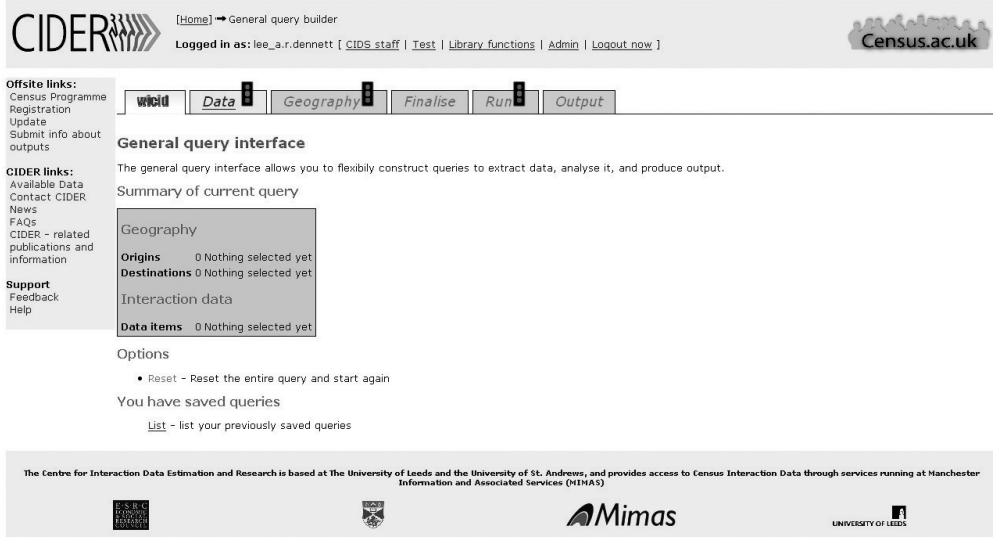 CIDER
[Home] ➞ General query builder
Logged in as: lee_a.r.dennett [ CIDS staff | Test | Library functions | Admin | Logout now ]
Census.ac.uk
Offsite links:
Census Programme
Registration
Update
Submit info about
outputs
CIDER links:
Available Data
Contact CIDER
News
FAQs
CIDER – related
publications and
information
Support
Feedback
Help
wicid Data Geography Finalise Run Output
General query interface
The general query interface allows you to flexibily construct queries to extract data, analyse it, and produce output.
Summary of current query
Geography
Origins 0 Nothing selected yet
Destinations 0 Nothing selected yet
Interaction data
Data items 0 Nothing selected yet
Options
• Reset – Reset the entire query and start again
You have saved queries
List – list your previously saved queries
The Centre for Interaction Data Estimation and Research is based at The University of Leeds and the University of St. Andrews, and provides access to Census Interaction Data through services running at Manchester
Information and Associated Services (MIMAS)
E·S·R·C
ECONOMIC
& SOCIAL
RESEARCH
COUNCIL
Mimas
UNIVERSITY OF LEEDS